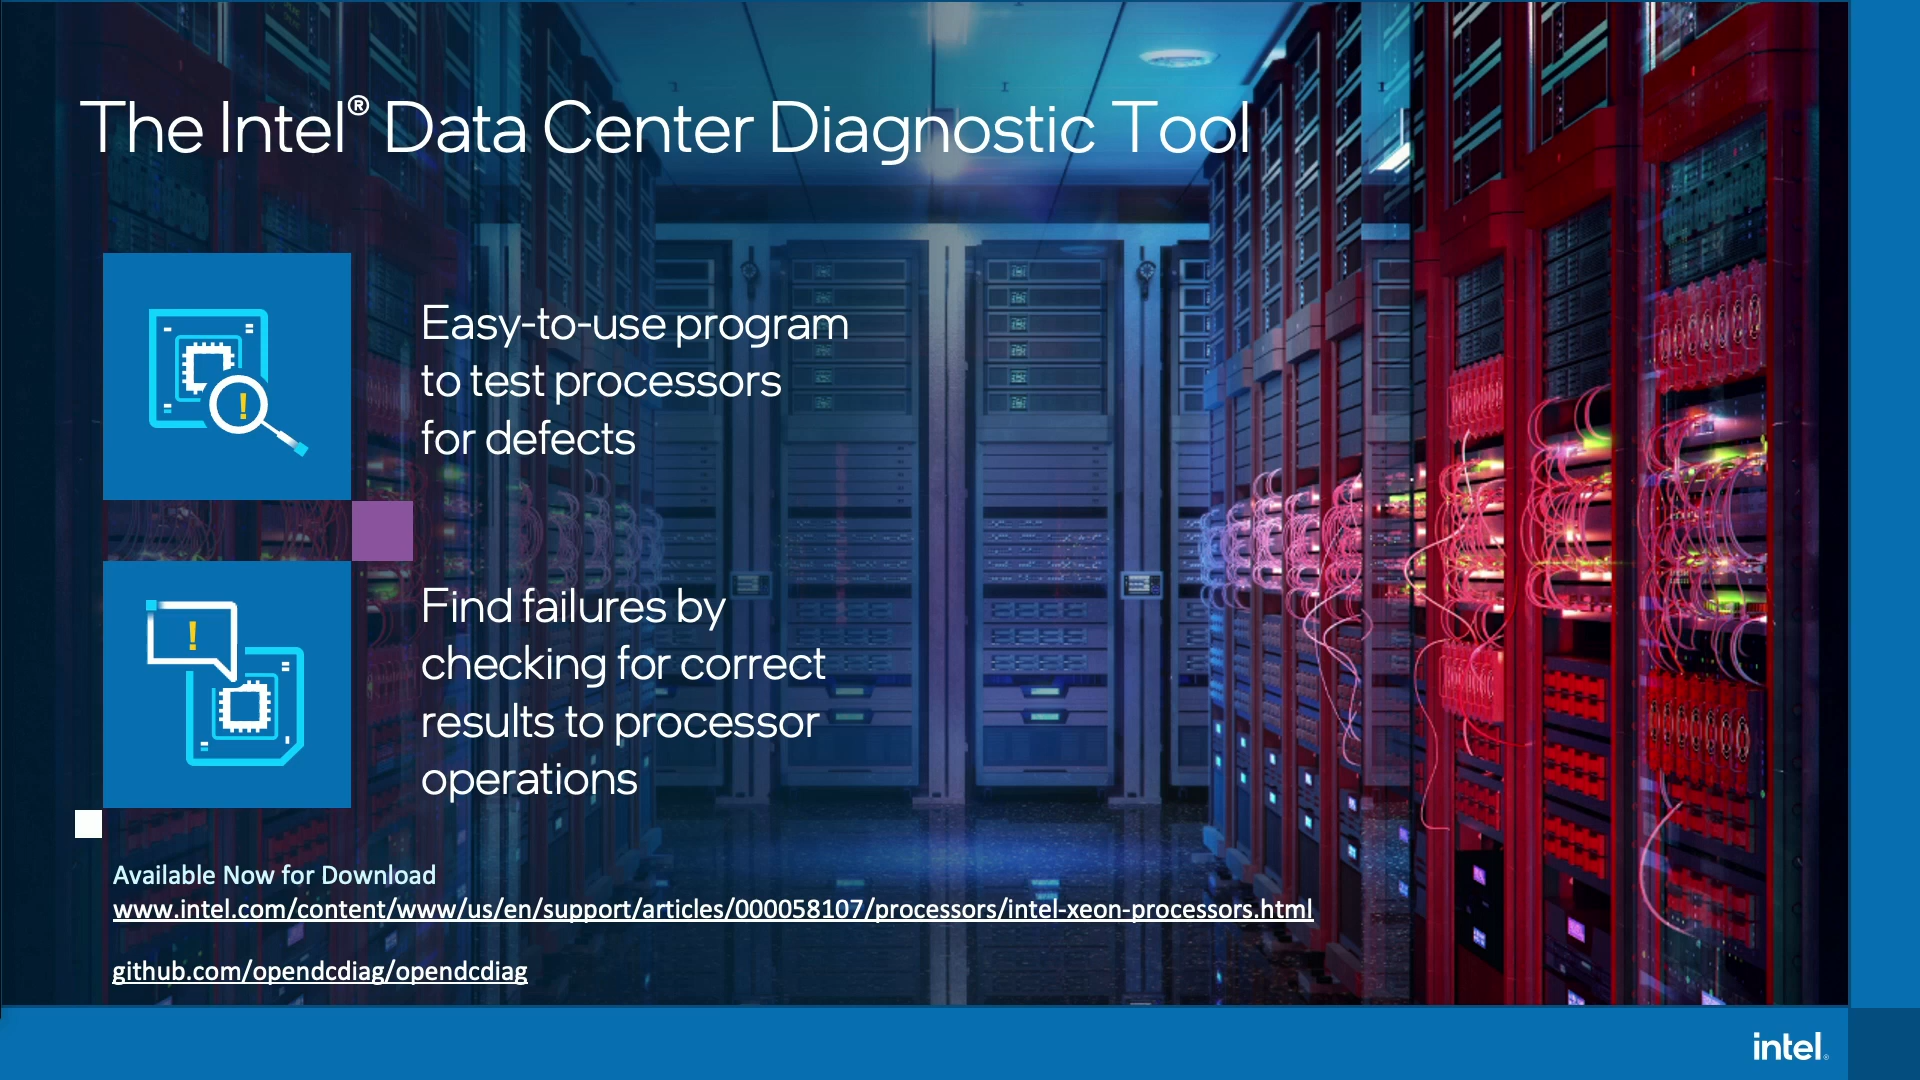 The Intel® Data Center Diagnostic Tool
Easy-to-use program
to test processors
for defects
Find failures by
checking for correct
results to processor
operations
Available Now for Download
www.intel.com/content/www/us/en/support/articles/000058107/processors/intel-xeon-processors.html
github.com/opendcdiag/opendcdiag
intel.